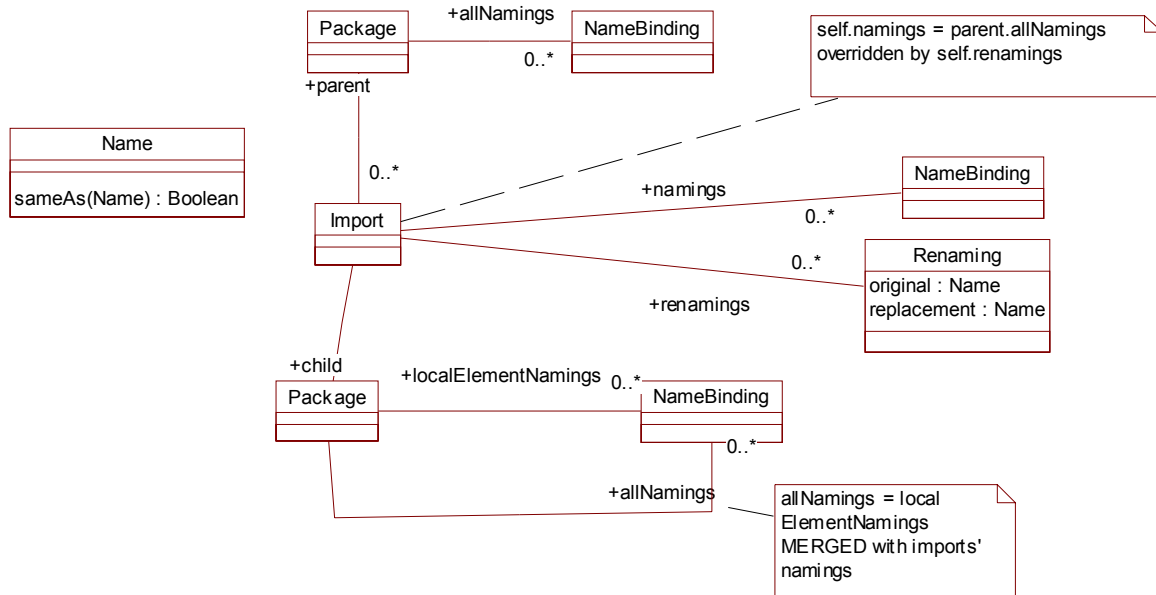 +allNamings
Package
NameBinding
0..*
+parent
self.namings = parent.allNamings
overridden by self.renamings
Name
sameAs(Name) : Boolean
0..*
Import
+namings
NameBinding
0..*
0..*
Renaming
original : Name
replacement : Name
+renamings
+child
+localElementNamings
0..*
Package
NameBinding
0..*
+allNamings
allNamings = local
ElementNamings
MERGED with imports'
namings